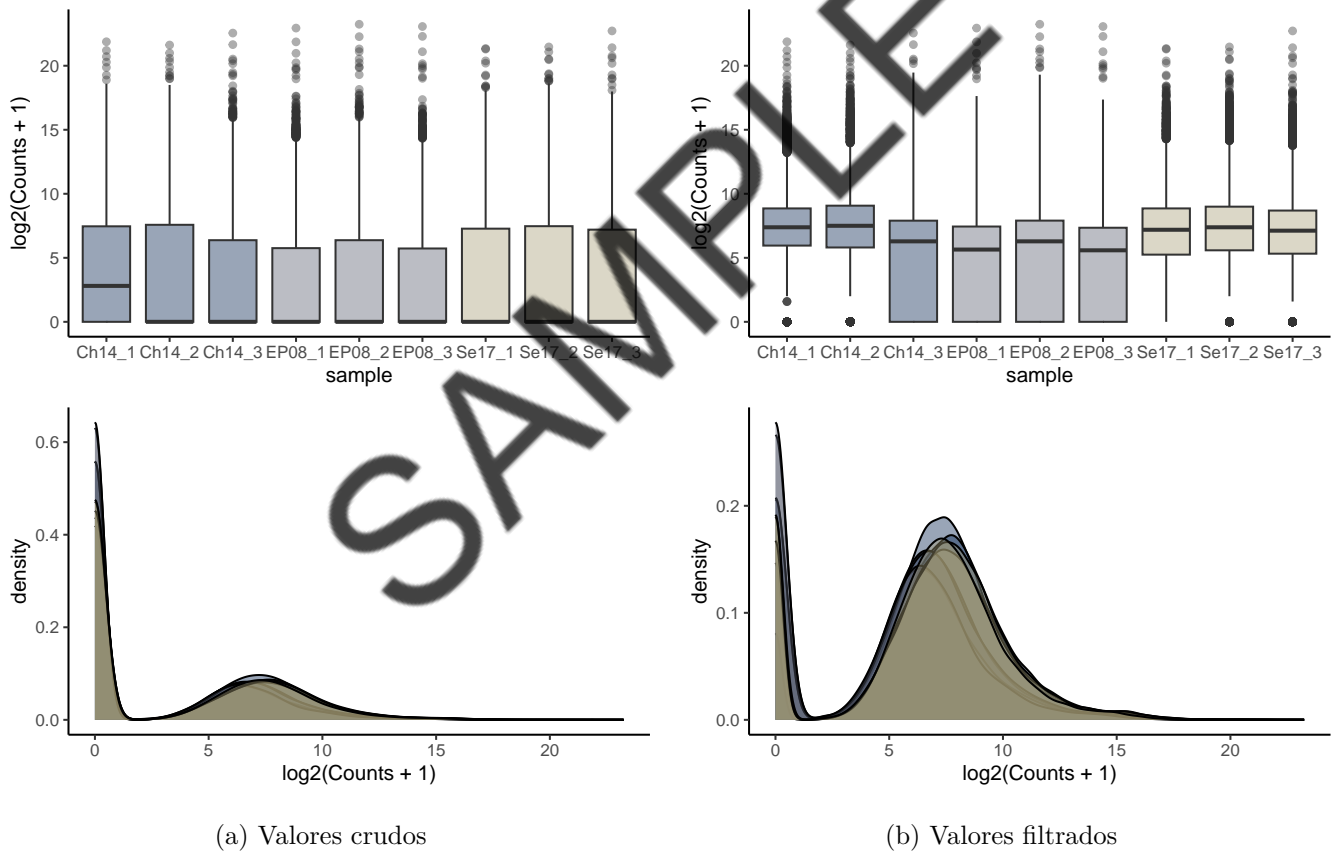 log2(Counts + 1)
20
15
10
5
0
Ch14_1 Ch14_2 Ch14_3 EP08_1 EP08_2 EP08_3 Se17_1 Se17_2 Se17_3
sample
log2(Counts + 1)
20
15
10
5
0
Ch14_1 Ch14_2 Ch14_3 EP08_1 EP08_2 EP08_3 Se17_1 Se17_2 Se17_3
sample
density
0.6
0.4
0.2
0.0
0 5 10 15 20
log2(Counts + 1)
density
0.2
0.1
0.0
0 5 10 15 20
log2(Counts + 1)
(a) Valores crudos
(b) Valores filtrados
SAMPLE